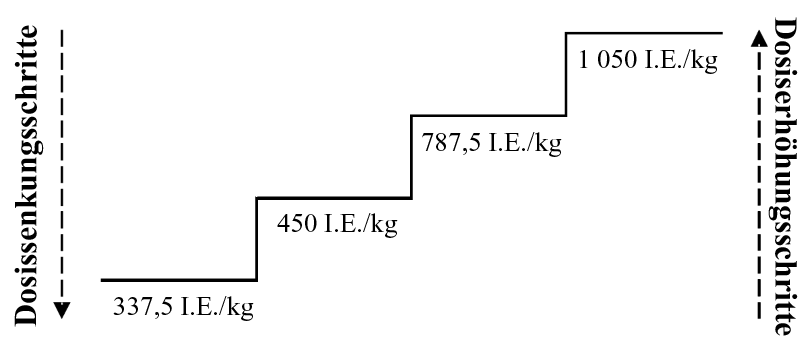 Dosissenkungsschritte
1 050 I.E./kg
787,5 I.E./kg
450 I.E./kg
337,5 I.E./kg
Dosiserhöhungsschritte